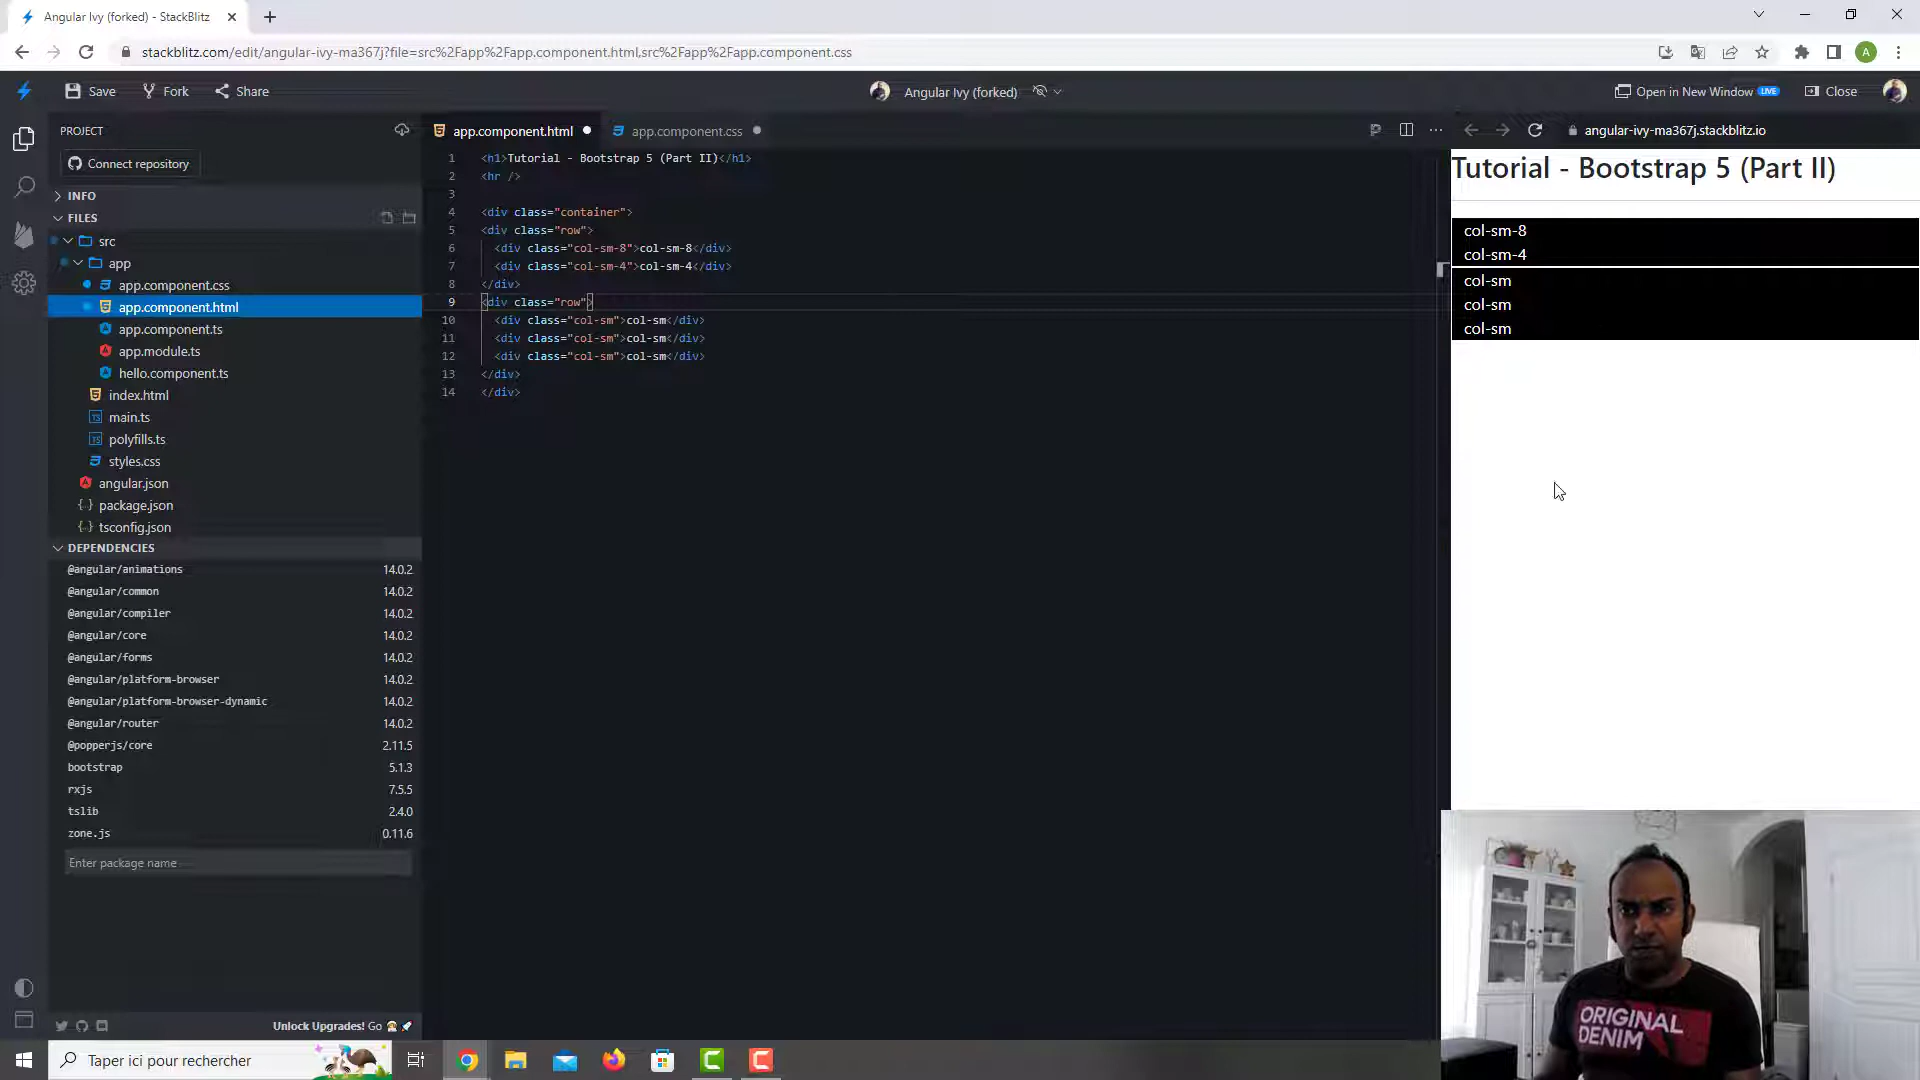 Angular Ivy (forked) - StackBlitz
stackblitz.com/edit/angular-ivy-ma367j?file=src%2Fapp%2Fapp.component.html,src%2Fapp%2Fapp.component.css
A
Save
Fork
Share
Angular Ivy (forked)
Open in New Window LIVE
Close
PROJECT
Connect repository
INFO
FILES
src
app
app.component.css
app.component.html
app.component.ts
app.module.ts
hello.component.ts
index.html
main.ts
polyfills.ts
styles.css
angular.json
package.json
tsconfig.json
DEPENDENCIES
@angular/animations 14.0.2
@angular/common 14.0.2
@angular/compiler 14.0.2
@angular/core 14.0.2
@angular/forms 14.0.2
@angular/platform-browser 14.0.2
@angular/platform-browser-dynamic 14.0.2
@angular/router 14.0.2
@popperjs/core 2.11.5
bootstrap 5.1.3
rxjs 7.5.5
tslib 2.4.0
zone.js 0.11.6
Enter package name
Unlock Upgrades! Go
app.component.html
app.component.css
1 <h1>Tutorial - Bootstrap 5 (Part II)</h1>
2 <hr />
3
4 <div class="container">
5 <div class="row">
6 <div class="col-sm-8">col-sm-8</div>
7 <div class="col-sm-4">col-sm-4</div>
8 </div>
9 <div class="row">
10 <div class="col-sm">col-sm</div>
11 <div class="col-sm">col-sm</div>
12 <div class="col-sm">col-sm</div>
13 </div>
14 </div>
angular-ivy-ma367j.stackblitz.io
Tutorial - Bootstrap 5 (Part II)
col-sm-8
col-sm-4
col-sm
col-sm
col-sm
ORIGINAL
DENIM
Taper ici pour rechercher